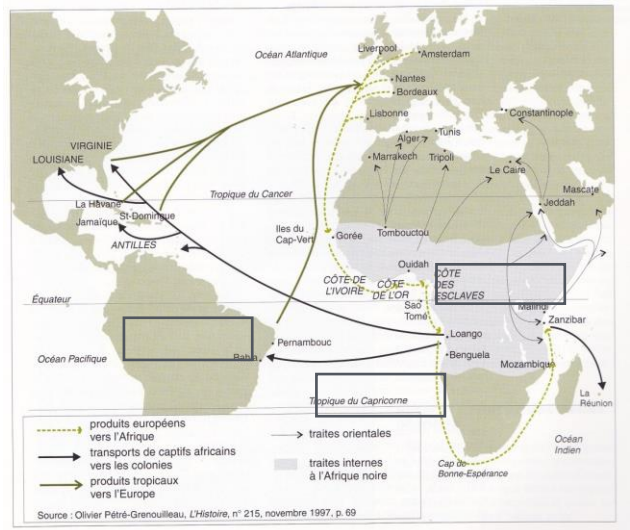 Océan Atlantique
Liverpool
Amsterdam
Nantes
Bordeaux
Lisbonne
Constantinople
Alger
Tunis
Marrakech
Tripoli
Le Caire
VIRGINIE
LOUISIANE
Mascate
Jeddah
Tropique du Cancer
La Havane
St-Domingue
Jamaïque
ANTILLES
Iles du
Cap-Vert
Gorée
Tombouctou
Ouidah
CÔTE DE
L'IVOIRE
CÔTE
DE L'OR
CÔTE
DES
ESCLAVES
Sao
Tomé
Équateur
Malindi
Zanzibar
Loango
Benguela
Pernambouc
Bahia
Océan Pacifique
Mozambique
La
Réunion
Tropique du Capricorne
Océan
Indien
Cap de
Bonne-Espérance
produits européens
vers l'Afrique
transports de captifs africains
vers les colonies
produits tropicaux
vers l'Europe
traites orientales
traites internes
à l'Afrique noire
Source : Olivier Pétré-Grenouilleau, L'Histoire, n° 215, novembre 1997, p. 69